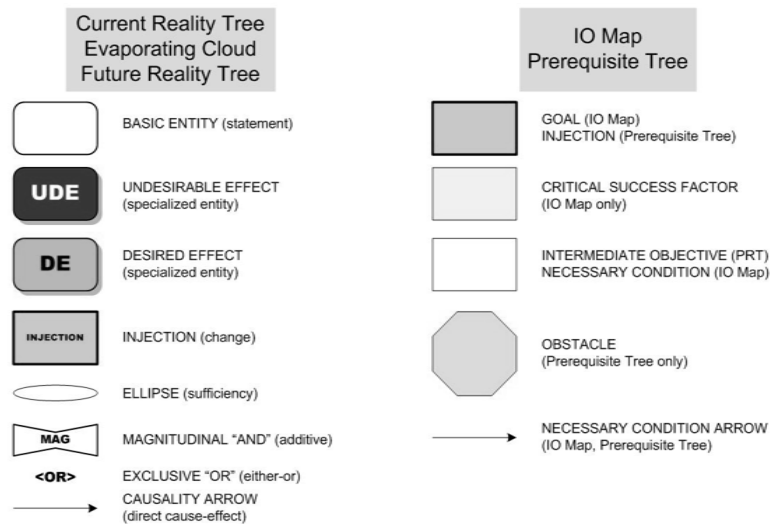 Current Reality Tree
Evaporating Cloud
Future Reality Tree
BASIC ENTITY (statement)
UDE
UNDESIRABLE EFFECT
(specialized entity)
DE
DESIRED EFFECT
(specialized entity)
INJECTION
INJECTION (change)
ELLIPSE (sufficiency)
MAG
MAGNITUDINAL “AND” (additive)
<OR>
EXCLUSIVE “OR” (either-or)
CAUSALITY ARROW
(direct cause-effect)
IO Map
Prerequisite Tree
GOAL (IO Map)
INJECTION (Prerequisite Tree)
CRITICAL SUCCESS FACTOR
(IO Map only)
INTERMEDIATE OBJECTIVE (PRT)
NECESSARY CONDITION (IO Map)
OBSTACLE
(Prerequisite Tree only)
NECESSARY CONDITION ARROW
(IO Map, Prerequisite Tree)